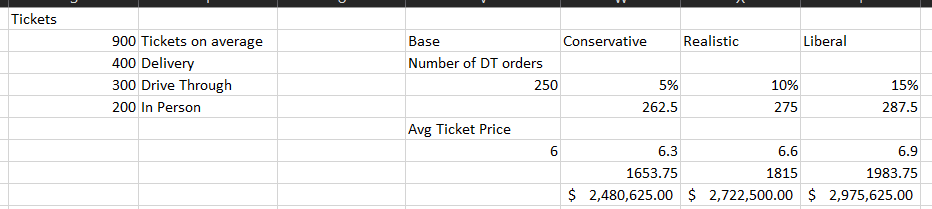 Tickets
900 Tickets on average Base Conservative Realistic Liberal
400 Delivery Number of DT orders
300 Drive Through 250 5% 10% 15%
200 In Person 262.5 275 287.5
Avg Ticket Price
6 6.3 6.6 6.9
1653.75 1815 1983.75
$ 2,480,625.00 $ 2,722,500.00 $ 2,975,625.00